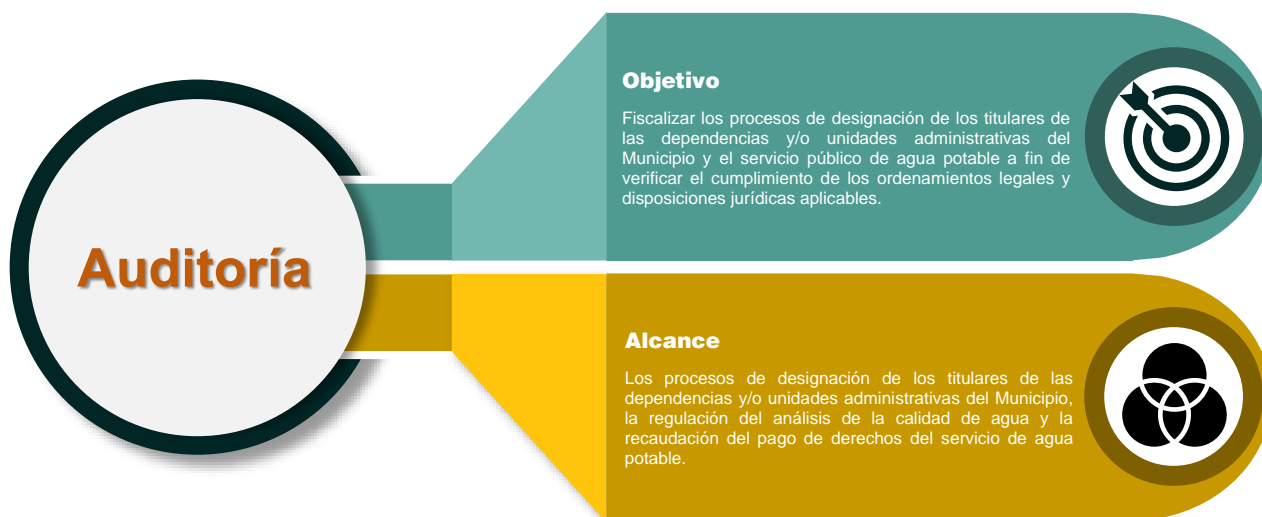 Auditoría
Objetivo
Fiscalizar los procesos de designación de los titulares de
las dependencias y/o unidades administrativas del
Municipio y el servicio público de agua potable a fin de
verificar el cumplimiento de los ordenamientos legales y
disposiciones jurídicas aplicables.
Alcance
Los procesos de designación de los titulares de las
dependencias y/o unidades administrativas del Municipio,
la regulación del análisis de la calidad de agua y la
recaudación del pago de derechos del servicio de agua
potable.